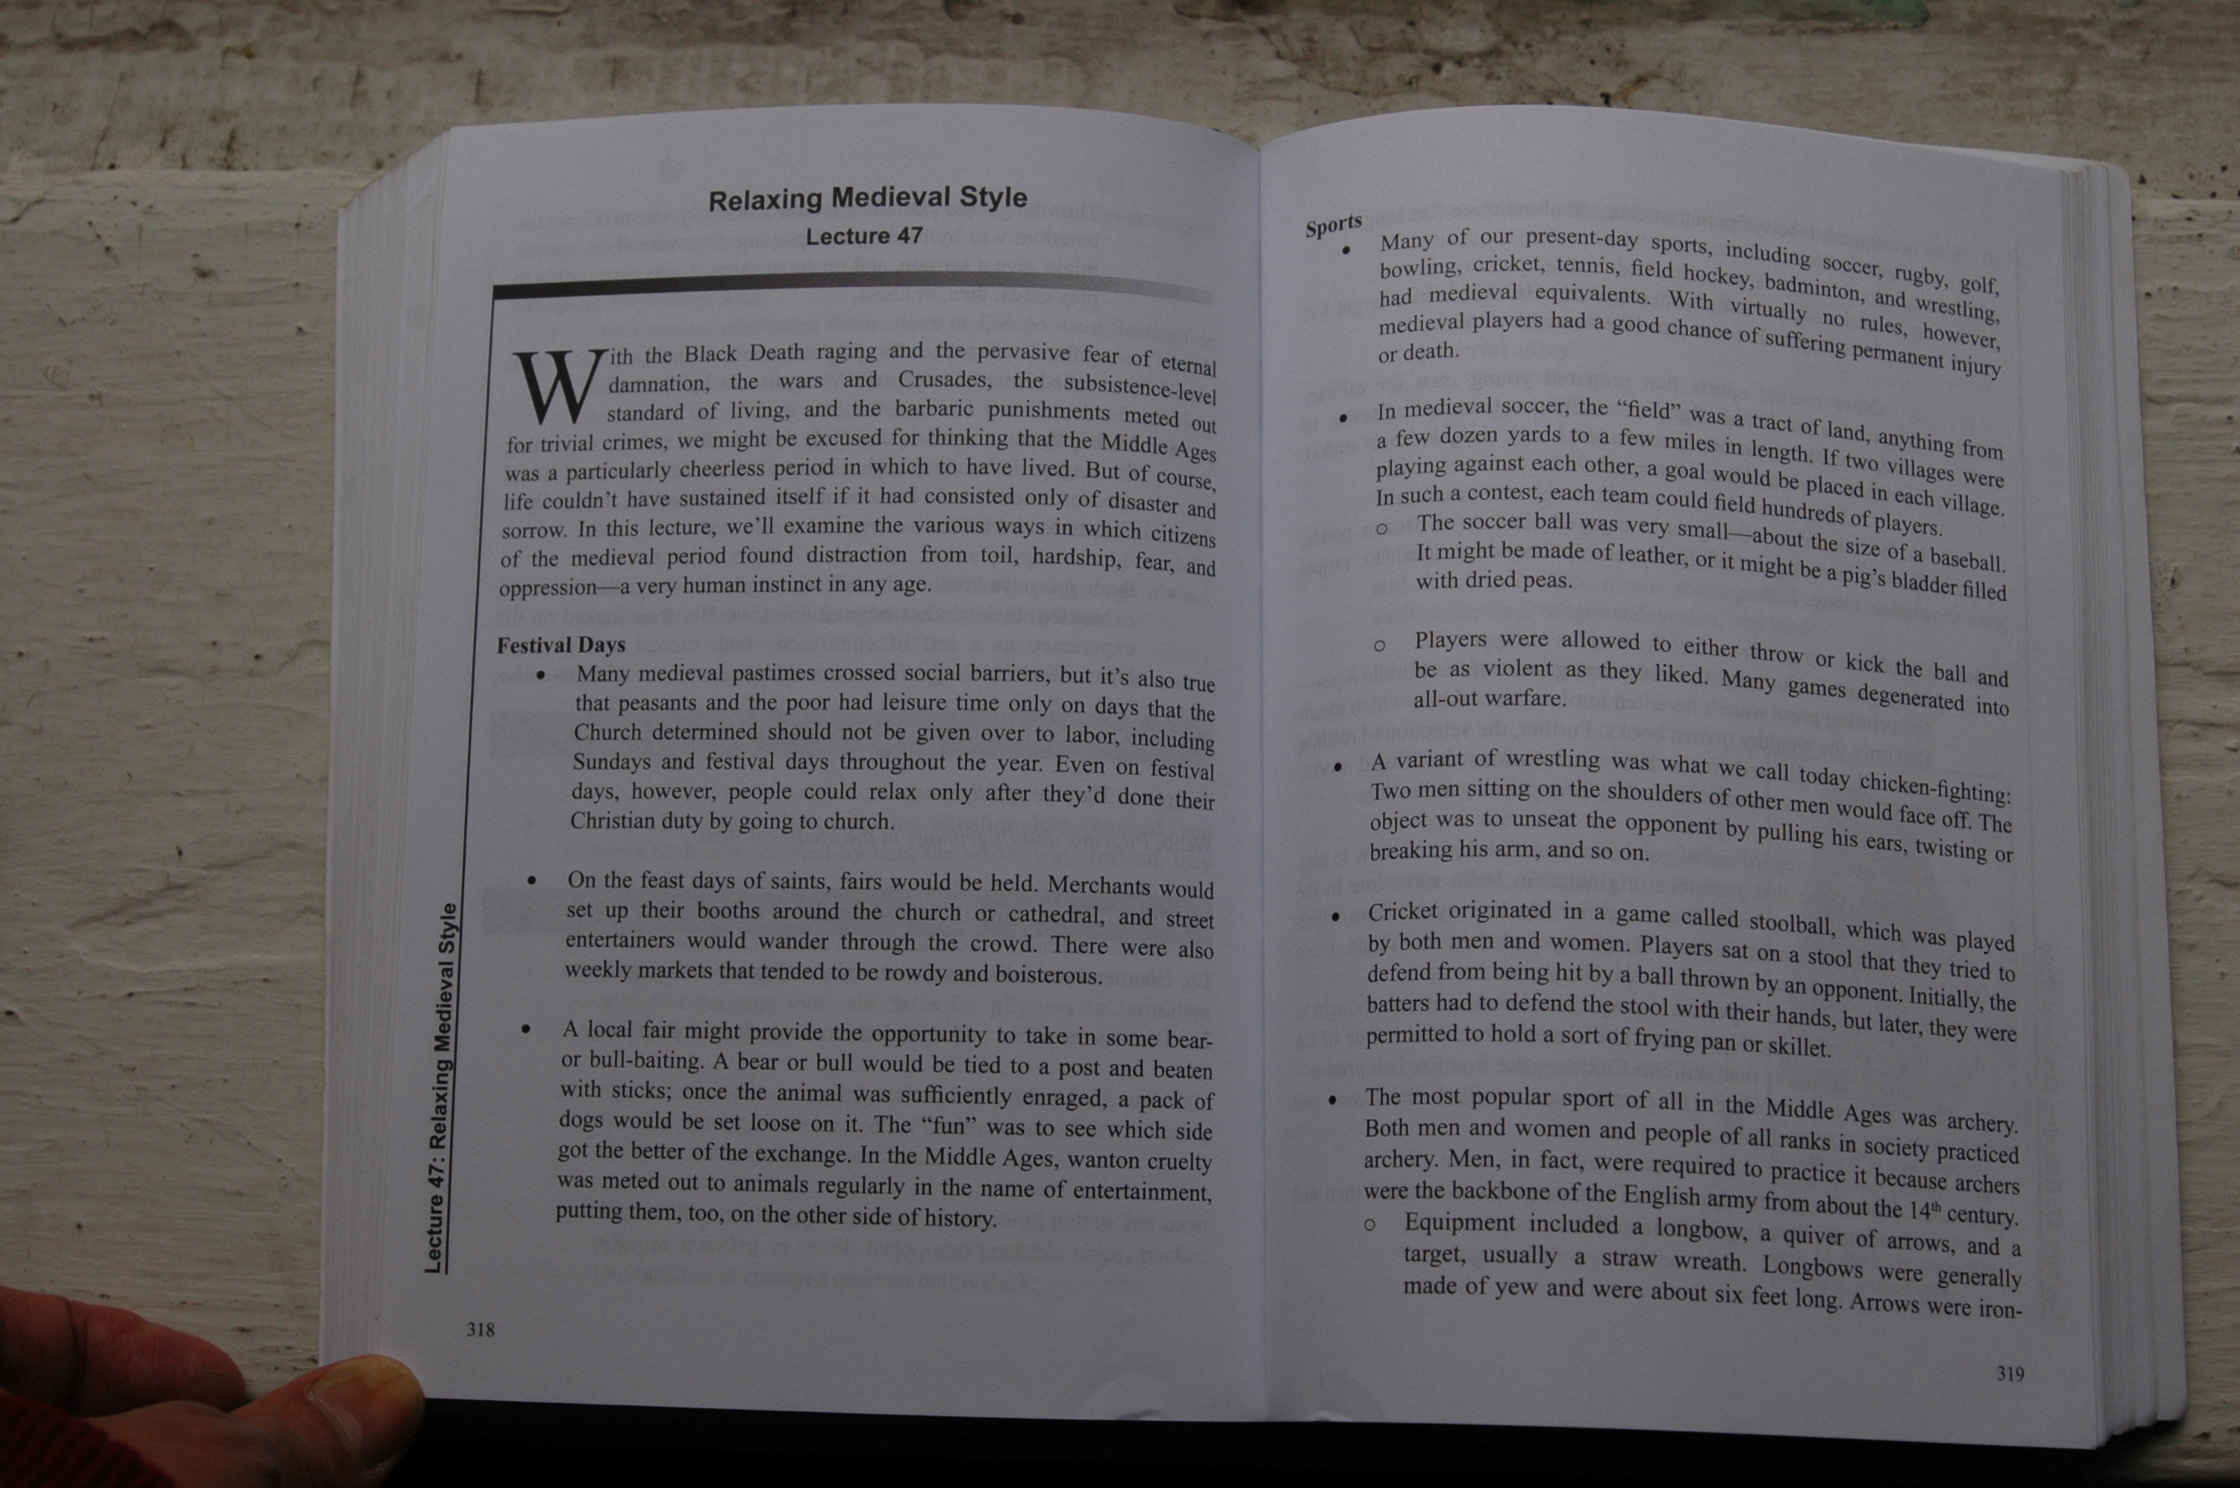 Relaxing Medieval Style
Lecture 47
With the Black Death raging and the pervasive fear of eternal
damnation, the wars and Crusades, the subsistence-level
standard of living, and the barbaric punishments meted out
for trivial crimes, we might be excused for thinking that the Middle Ages
was a particularly cheerless period in which to have lived. But of course,
life couldn’t have sustained itself if it had consisted only of disaster and
sorrow. In this lecture, we’ll examine the various ways in which citizens
of the medieval period found distraction from toil, hardship, fear, and
oppression—a very human instinct in any age.
Festival Days
• Many medieval pastimes crossed social barriers, but it’s also true
that peasants and the poor had leisure time only on days that the
Church determined should not be given over to labor, including
Sundays and festival days throughout the year. Even on festival
days, however, people could relax only after they’d done their
Christian duty by going to church.
• On the feast days of saints, fairs would be held. Merchants would
set up their booths around the church or cathedral, and street
entertainers would wander through the crowd. There were also
weekly markets that tended to be rowdy and boisterous.
• A local fair might provide the opportunity to take in some bear-
or bull-baiting. A bear or bull would be tied to a post and beaten
with sticks; once the animal was sufficiently enraged, a pack of
dogs would be set loose on it. The “fun” was to see which side
got the better of the exchange. In the Middle Ages, wanton cruelty
was meted out to animals regularly in the name of entertainment,
putting them, too, on the other side of history.
Lecture 47: Relaxing Medieval Style
318
Sports
• Many of our present-day sports, including soccer, rugby, golf,
bowling, cricket, tennis, field hockey, badminton, and wrestling,
had medieval equivalents. With virtually no rules, however,
medieval players had a good chance of suffering permanent injury
or death.
• In medieval soccer, the “field” was a tract of land, anything from
a few dozen yards to a few miles in length. If two villages were
playing against each other, a goal would be placed in each village.
In such a contest, each team could field hundreds of players.
o The soccer ball was very small—about the size of a baseball.
It might be made of leather, or it might be a pig’s bladder filled
with dried peas.
o Players were allowed to either throw or kick the ball and
be as violent as they liked. Many games degenerated into
all-out warfare.
• A variant of wrestling was what we call today chicken-fighting:
Two men sitting on the shoulders of other men would face off. The
object was to unseat the opponent by pulling his ears, twisting or
breaking his arm, and so on.
• Cricket originated in a game called stoolball, which was played
by both men and women. Players sat on a stool that they tried to
defend from being hit by a ball thrown by an opponent. Initially, the
batters had to defend the stool with their hands, but later, they were
permitted to hold a sort of frying pan or skillet.
• The most popular sport of all in the Middle Ages was archery.
Both men and women and people of all ranks in society practiced
archery. Men, in fact, were required to practice it because archers
were the backbone of the English army from about the 14th century.
o Equipment included a longbow, a quiver of arrows, and a
target, usually a straw wreath. Longbows were generally
made of yew and were about six feet long. Arrows were iron-
319